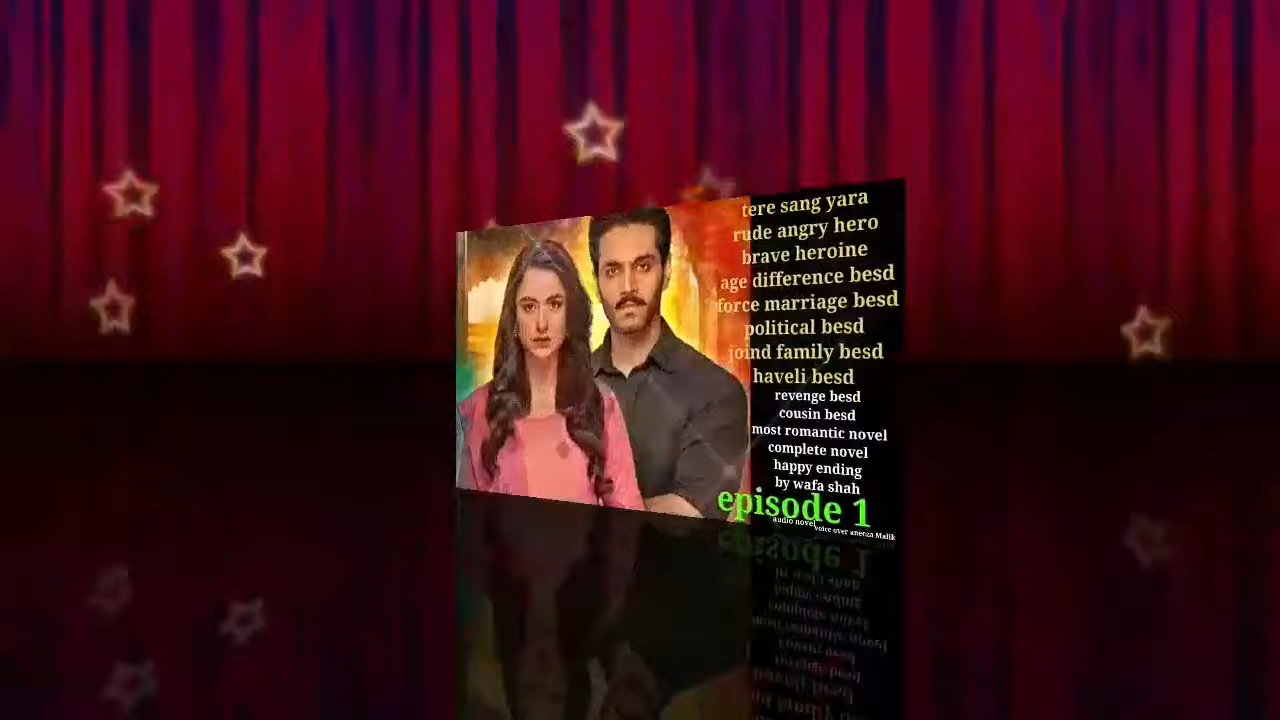 tere sang yara
rude angry hero
brave heroine
age difference besd
force marriage besd
political besd
joind family besd
haveli besd
revenge besd
cousin besd
most romantic novel
complete novel
happy ending
by wafa shah
episode 1
audio novel
voice over aneeza Malik